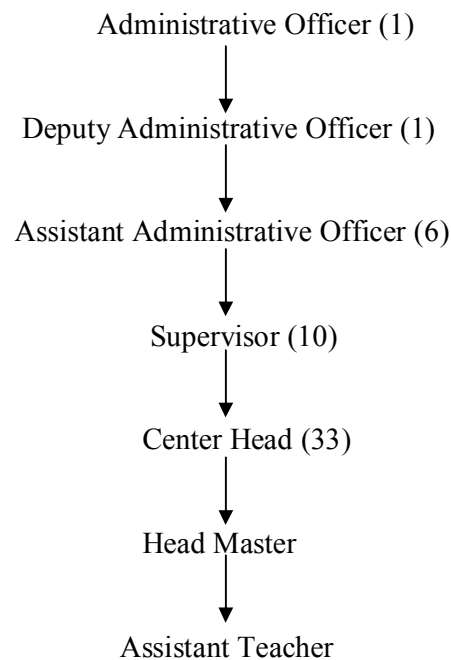 Administrative Officer (1)
Deputy Administrative Officer (1)
Assistant Administrative Officer (6)
Supervisor (10)
Center Head (33)
Head Master
Assistant Teacher